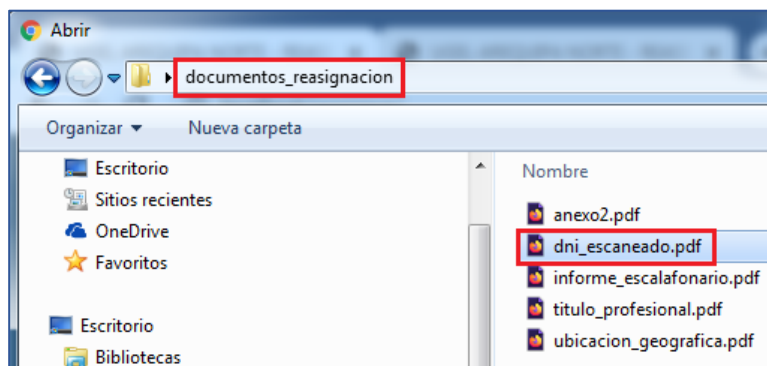 Abrir
documentos_reasignacion
Organizar
Nueva carpeta
Escritorio
Sitios recientes
OneDrive
Favoritos
Escritorio
Bibliotecas
Nombre
anexo2.pdf
dni_escaneado.pdf
informe_escalafonario.pdf
titulo_profesional.pdf
ubicacion_geografica.pdf